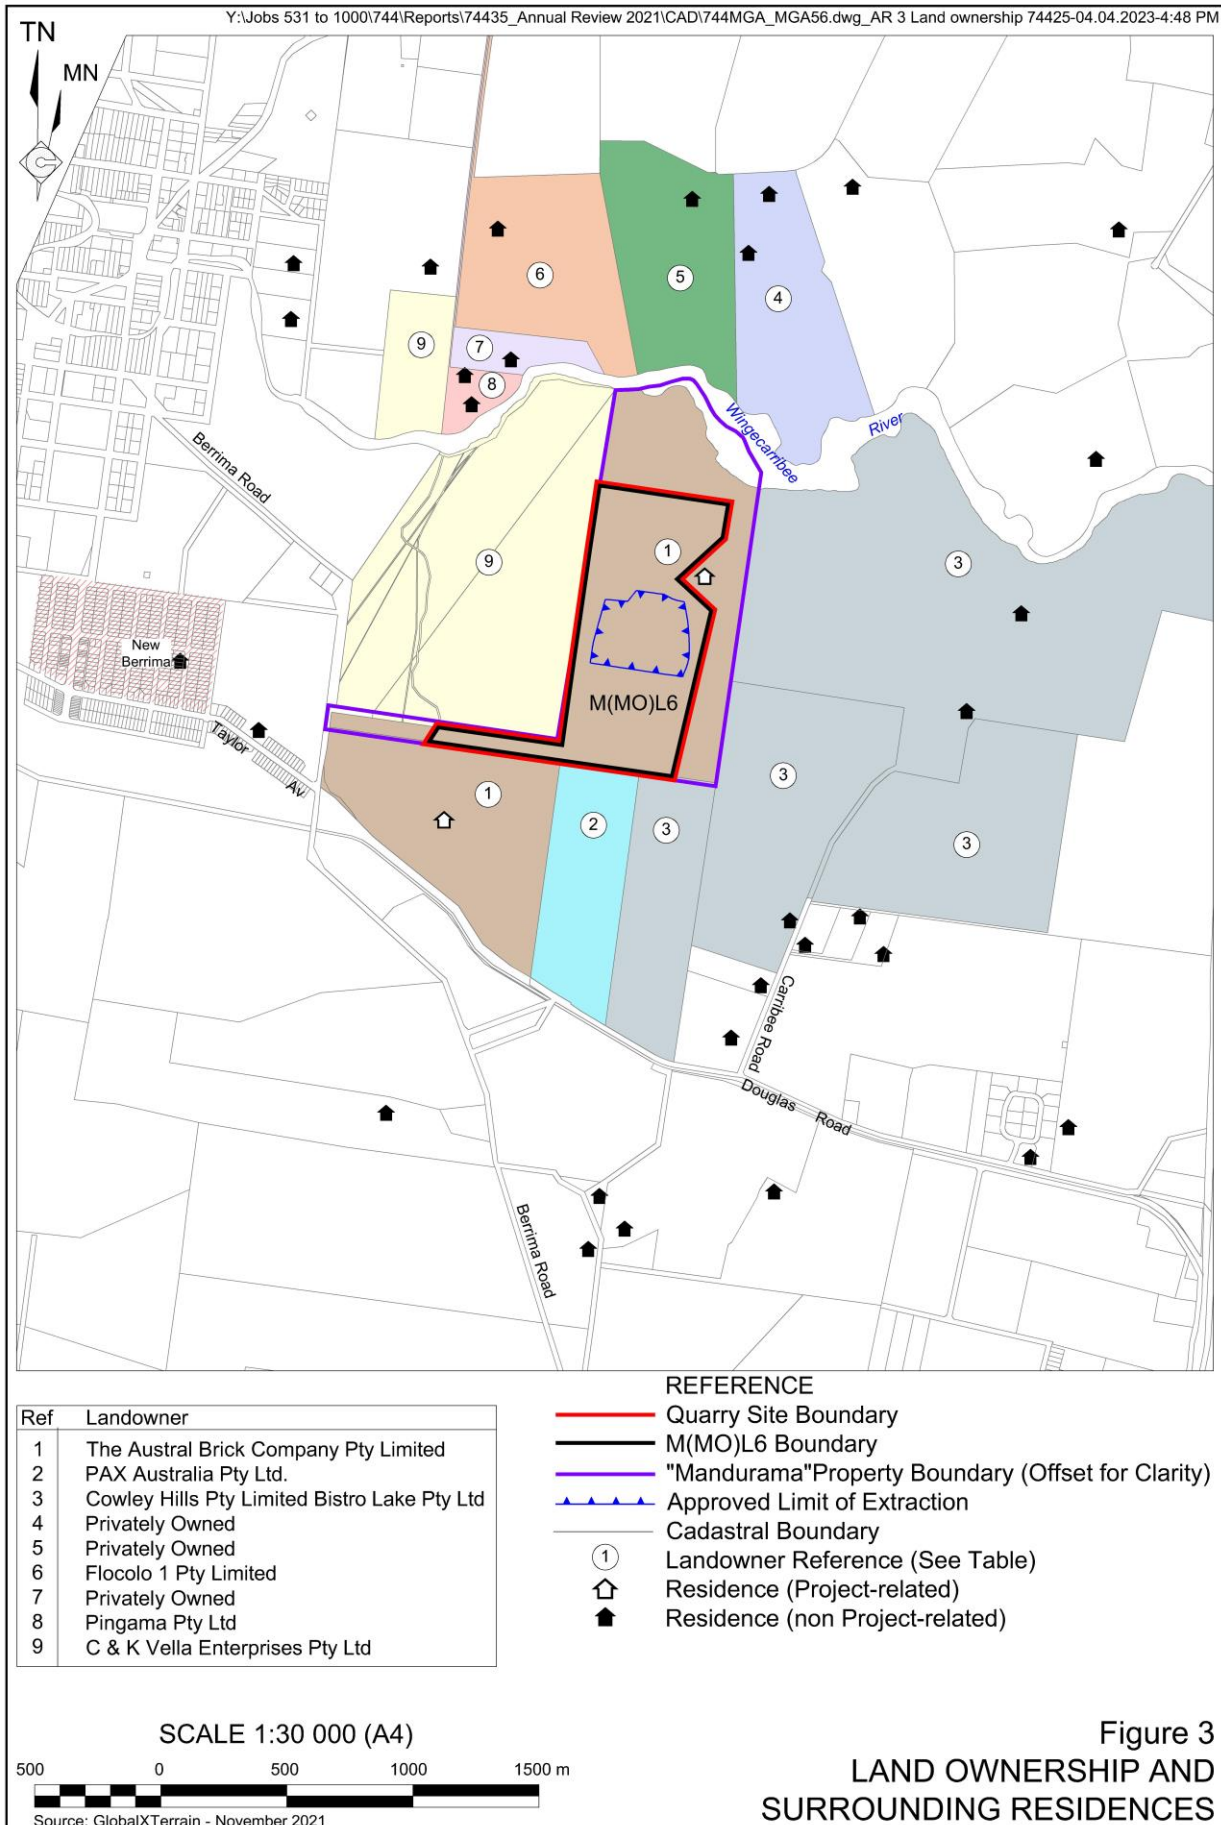 Y:\Jobs 531 to 1000\744\Reports\74435_Annual Review 2021\CAD\744MGA_MGA56.dwg_AR 3 Land ownership 74425-04.04.2023-4:48 PM
TN
MN
6
5
4
9
7
8
Wingecarribee
River
Berrima Road
1
9
3
New
Berrima
M(MO)L6
Taylor
Av
1
2
3
3
3
Carribee Road
Douglas
Road
Berrima Road
REFERENCE
Quarry Site Boundary
M(MO)L6 Boundary
"Mandurama"Property Boundary (Offset for Clarity)
Approved Limit of Extraction
Cadastral Boundary
1 Landowner Reference (See Table)
Residence (Project-related)
Residence (non Project-related)
Ref Landowner
1 The Austral Brick Company Pty Limited
2 PAX Australia Pty Ltd.
3 Cowley Hills Pty Limited Bistro Lake Pty Ltd
4 Privately Owned
5 Privately Owned
6 Flocolo 1 Pty Limited
7 Privately Owned
8 Pingama Pty Ltd
9 C & K Vella Enterprises Pty Ltd
SCALE 1:30 000 (A4)
500 0 500 1000 1500 m
Source: GlobalXTerrain - November 2021
Figure 3
LAND OWNERSHIP AND
SURROUNDING RESIDENCES